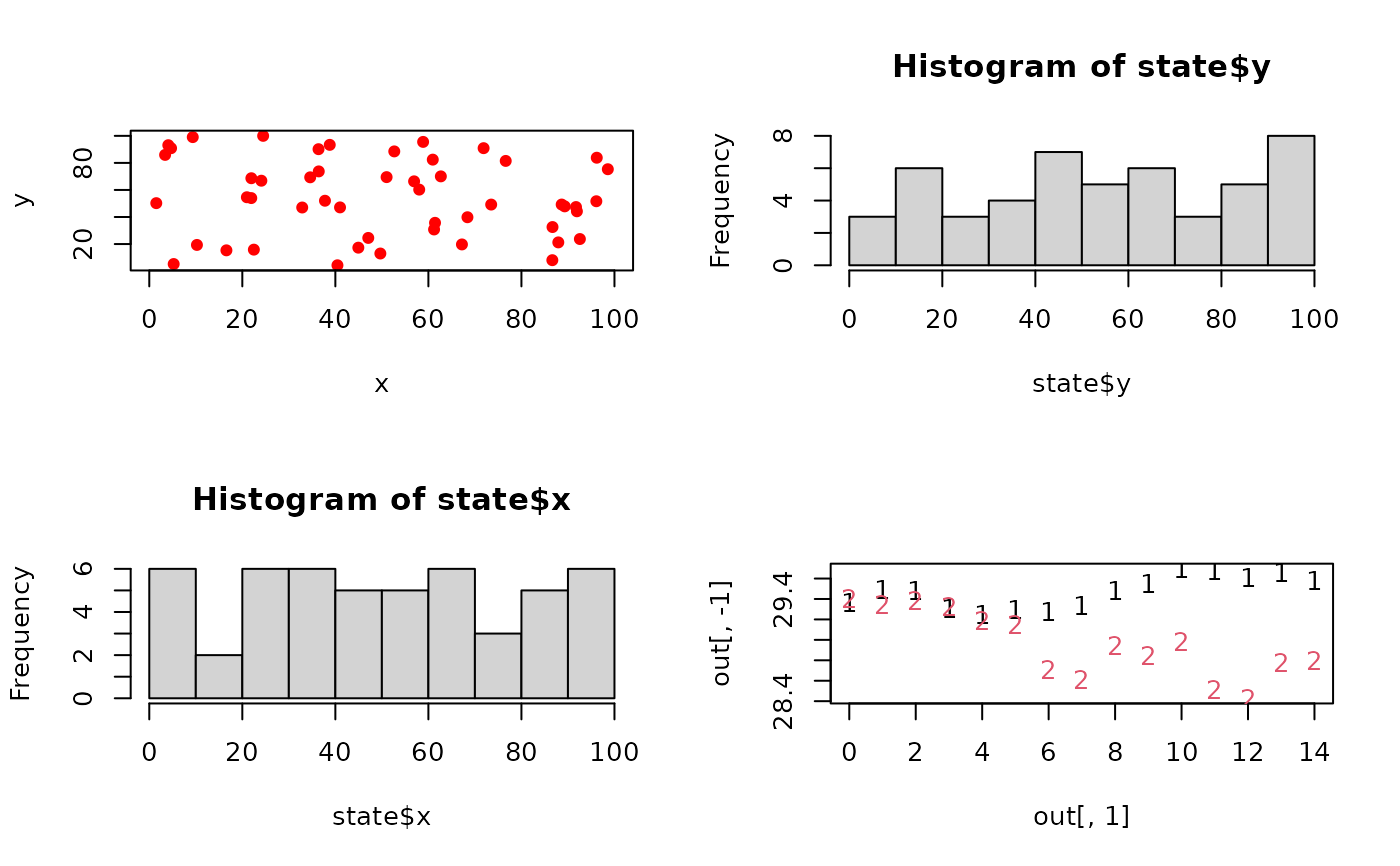 y
80
20
0 20 40 60 80 100
x
Histogram of state$y
Frequency
8
4
0
0 20 40 60 80 100
state$y
Histogram of state$x
Frequency
6
4
2
0
0 20 40 60 80 100
state$x
out[, -1]
29.4
28.4
1 1 1 1 1 1 1 1 1 1 1 1 1 1 1
2 2 2 2 2 2 2 2 2 2 2 2 2 2 2
0 2 4 6 8 10 12 14
out[, 1]